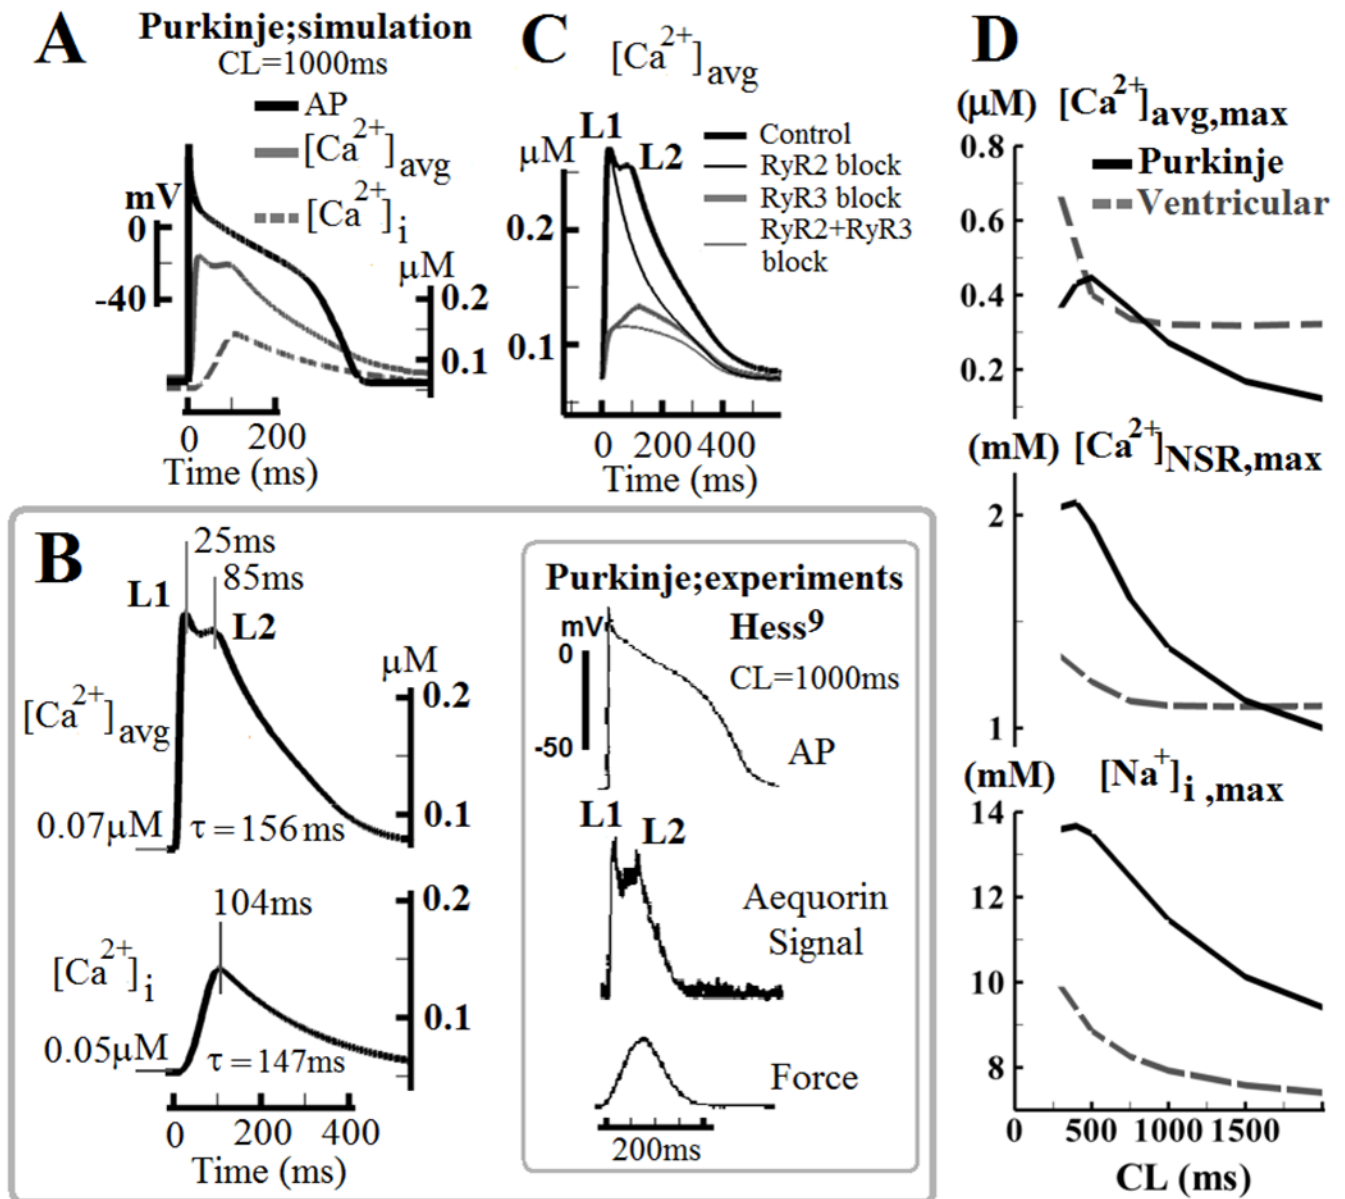 A
Purkinje;simulation
CL=1000ms
AP
[Ca2+]avg
[Ca2+]i
mV
0
-40
μM
0.2
0.1
0 200
Time (ms)
C
[Ca2+]avg
L1
L2
μM
0.2
0.1
Control
RyR2 block
RyR3 block
RyR2+RyR3
block
0 200 400
Time (ms)
B
25ms
85ms
L1
L2
[Ca2+]avg
μM
0.2
0.1
0.07μM
τ=156ms
104ms
[Ca2+]i
0.2
0.1
0.05μM
τ=147ms
0 200 400
Time (ms)
Purkinje;experiments
Hess9
CL=1000ms
mV
0
-50
AP
L1
L2
Aequorin
Signal
Force
200ms
D
(μM) [Ca2+]avg,max
0.8
0.6
0.4
0.2
Purkinje
Ventricular
(mM) [Ca2+]NSR,max
2
1
(mM) [Na+]i ,max
14
12
10
8
0 500 1000 1500
CL (ms)